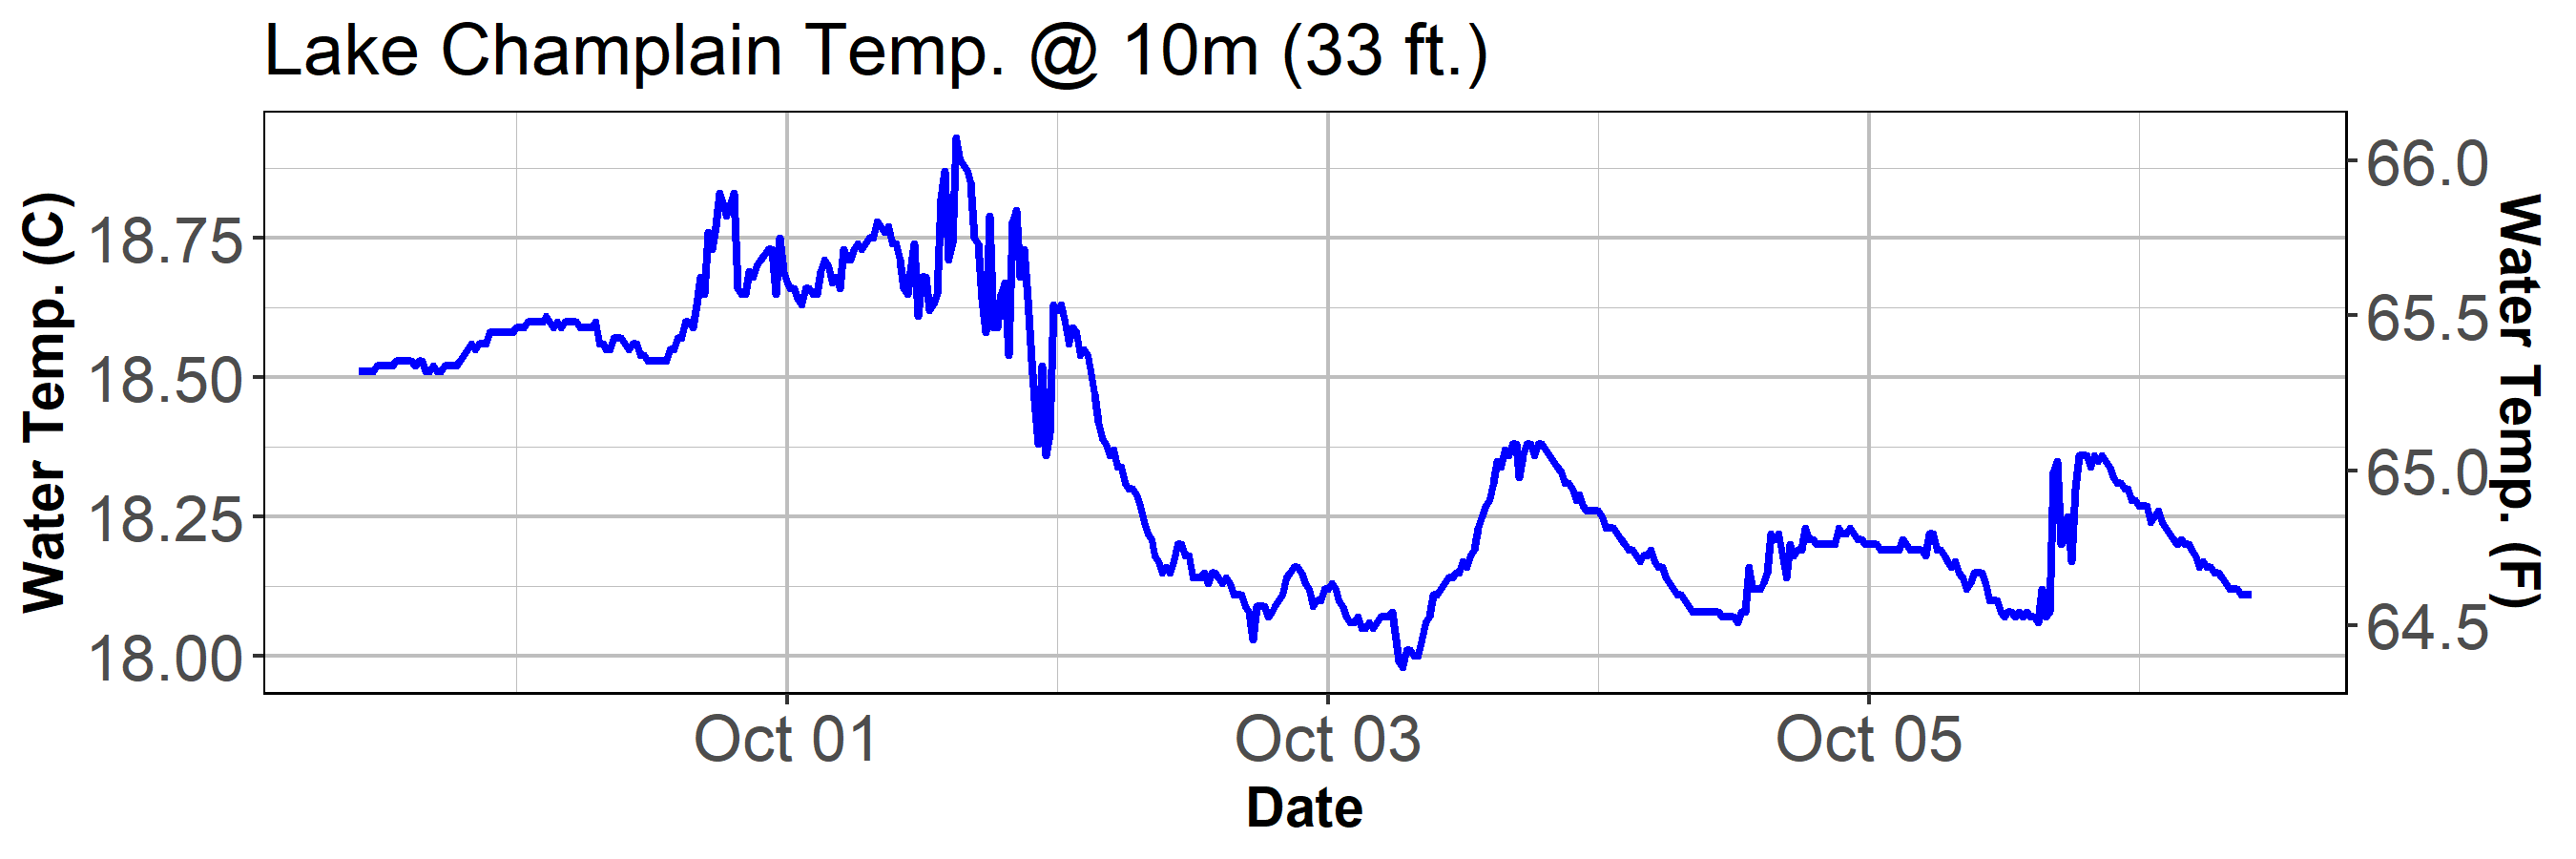 Lake Champlain Temp. @ 10m (33 ft.)
Water Temp. (C)
18.75
18.50
18.25
18.00
66.0
65.5
65.0
64.5
Water Temp. (F)
Oct 01 Oct 03 Oct 05
Date